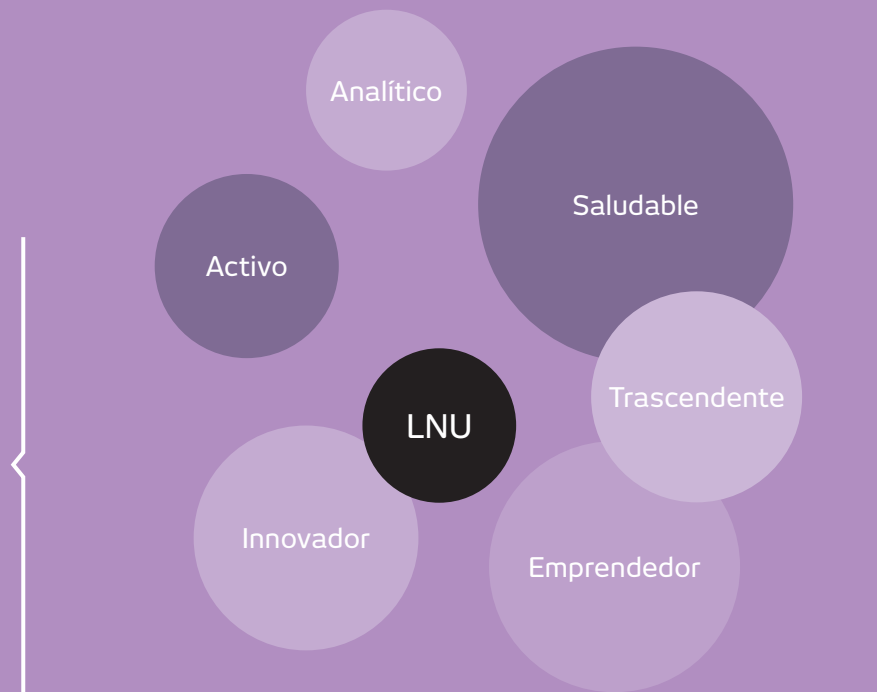 Analítico
Saludable
Activo
Trascendente
LNU
Innovador
Emprendedor